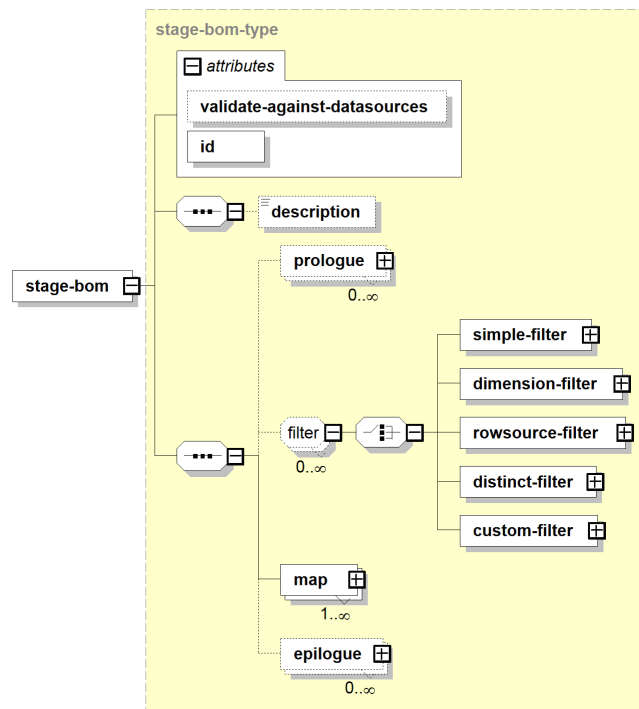 stage-bom-type
attributes
validate-against-datasources
id
description
stage-bom
prologue
0..∞
filter
0..∞
simple-filter
dimension-filter
rowsource-filter
distinct-filter
custom-filter
map
1..∞
epilogue
0..∞